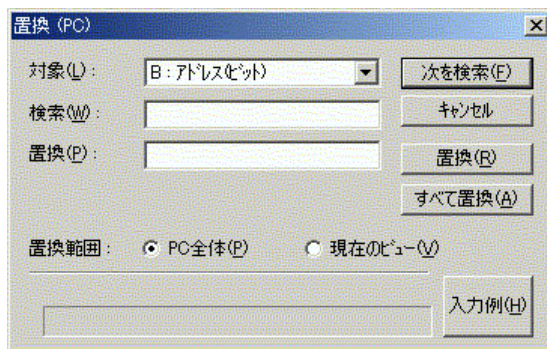 置換 (PC)
対象(L)： B：アドレス(ビット) 次を検索(F)
検索(W)： キャンセル
置換(P)： 置換(R)
すべて置換(A)
置換範囲： PC全体(P) 現在のビュー(V)
入力例(H)